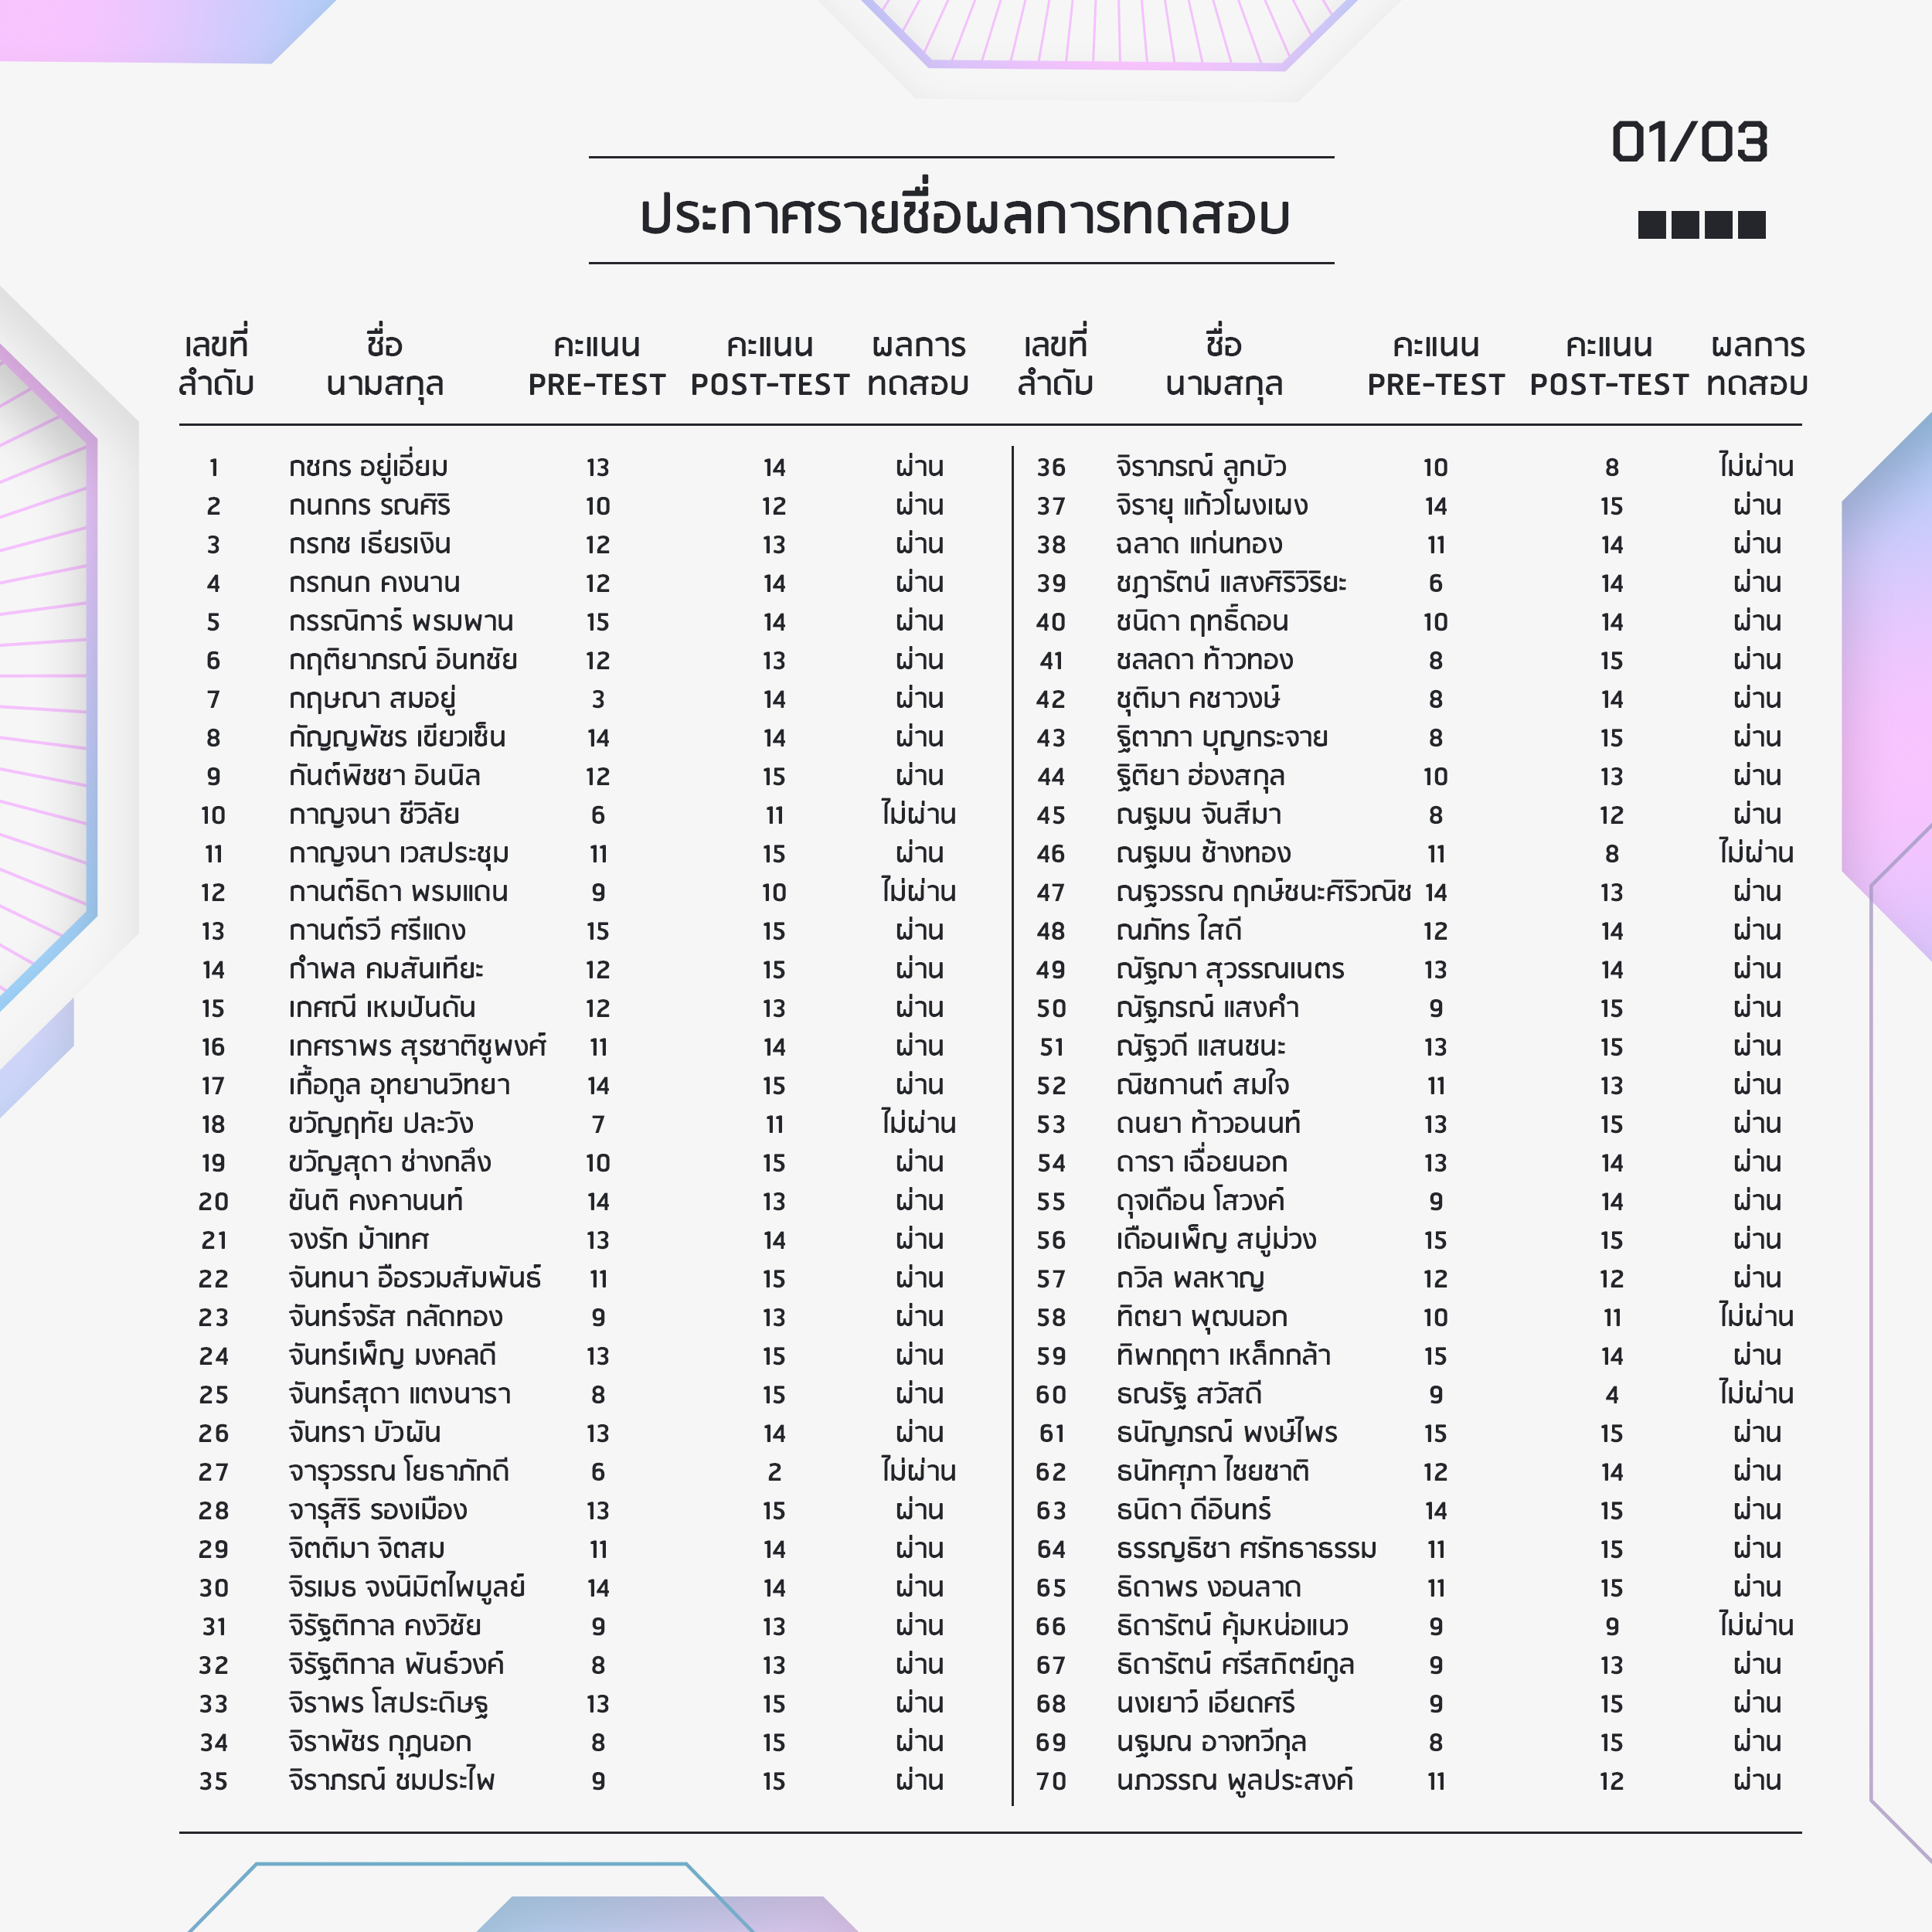 01/03
ประกาศรายชื่อผลการทดสอบ
เลขที่ลำดับ ชื่อนามสกุล คะแนน PRE-TEST คะแนน POST-TEST ผลการทดสอบ เลขที่ลำดับ ชื่อนามสกุล คะแนน PRE-TEST คะแนน POST-TEST ผลการทดสอบ
1 กชกร อยู่เอี่ยม 13 14 ผ่าน
2 กนกกร รณศิริ 10 12 ผ่าน
3 กรกช เธียรเงิน 12 13 ผ่าน
4 กรกนก คงนาน 12 14 ผ่าน
5 กรรณิการ์ พรมพาน 15 14 ผ่าน
6 กฤติยาภรณ์ อินทชัย 12 13 ผ่าน
7 กฤษณา สมอยู่ 3 14 ผ่าน
8 กัญญพัชร เขียวเซ็น 14 14 ผ่าน
9 กันต์พิชชา อินนิล 12 15 ผ่าน
10 กาญจนา ชีวิลัย 6 11 ไม่ผ่าน
11 กาญจนา เวสประชุม 11 15 ผ่าน
12 กานต์ธิดา พรมแดน 9 10 ไม่ผ่าน
13 กานต์รวี ศรีแดง 15 15 ผ่าน
14 กำพล คมสันเทียะ 12 15 ผ่าน
15 เกศณี เหมปันดัน 12 13 ผ่าน
16 เกศราพร สุรชาติชูพงศ์ 11 14 ผ่าน
17 เกื้อกูล อุทยานวิทยา 14 15 ผ่าน
18 ขวัญฤทัย ปละวัง 7 11 ไม่ผ่าน
19 ขวัญสุดา ช่างกลึง 10 15 ผ่าน
20 ขันติ คงคานนท์ 14 13 ผ่าน
21 จงรัก ม้าเทศ 13 14 ผ่าน
22 จันทนา อือรวมสัมพันธ์ 11 15 ผ่าน
23 จันทร์จรัส กลัดทอง 9 13 ผ่าน
24 จันทร์เพ็ญ มงคลดี 13 15 ผ่าน
25 จันทร์สุดา แตงนารา 8 15 ผ่าน
26 จันทรา บัวผัน 13 14 ผ่าน
27 จารุวรรณ โยธาภักดี 6 2 ไม่ผ่าน
28 จารุสิริ รองเมือง 13 15 ผ่าน
29 จิตติมา จิตสม 11 14 ผ่าน
30 จิรเมธ จงนิมิตไพบูลย์ 14 14 ผ่าน
31 จิรัฐติกาล คงวิชัย 9 13 ผ่าน
32 จิรัฐติกาล พันธ์วงค์ 8 13 ผ่าน
33 จิราพร โสประดิษฐ 13 15 ผ่าน
34 จิราพัชร กุฎนอก 8 15 ผ่าน
35 จิราภรณ์ ชมประไพ 9 15 ผ่าน
36 จิราภรณ์ ลูกบัว 10 8 ไม่ผ่าน
37 จิรายุ แก้วโผงเผง 14 15 ผ่าน
38 ฉลาด แก่นทอง 11 14 ผ่าน
39 ชฎารัตน์ แสงศิริวิริยะ 6 14 ผ่าน
40 ชนิดา ฤทธิ์ดอน 10 14 ผ่าน
41 ชลลดา ท้าวทอง 8 15 ผ่าน
42 ชุติมา คชาวงษ์ 8 14 ผ่าน
43 ฐิตาภา บุญกระจาย 8 15 ผ่าน
44 ฐิติยา ฮ่องสกุล 10 13 ผ่าน
45 ณฐมน จันสีมา 8 12 ผ่าน
46 ณฐมน ช้างทอง 11 8 ไม่ผ่าน
47 ณฐวรรณ ฤกษ์ชนะศิริวณิช 14 13 ผ่าน
48 ณภัทร ใสดี 12 14 ผ่าน
49 ณัฐฌา สุวรรณเนตร 13 14 ผ่าน
50 ณัฐภรณ์ แสงคำ 9 15 ผ่าน
51 ณัฐวดี แสนชนะ 13 15 ผ่าน
52 ณิชกานต์ สมใจ 11 13 ผ่าน
53 ดนยา ท้าวอนนท์ 13 15 ผ่าน
54 ดารา เฉื่อยนอก 13 14 ผ่าน
55 ดุจเดือน โสวงค์ 9 14 ผ่าน
56 เดือนเพ็ญ สบู่ม่วง 15 15 ผ่าน
57 ถวิล พลหาญ 12 12 ผ่าน
58 ทิตยา พุฒนอก 10 11 ไม่ผ่าน
59 ทิพกฤตา เหล็กกล้า 15 14 ผ่าน
60 ธณรัฐ สวัสดี 9 4 ไม่ผ่าน
61 ธนัญภรณ์ พงษ์ไพร 15 15 ผ่าน
62 ธนัทศุภา ไชยชาติ 12 14 ผ่าน
63 ธนิดา ดีอินทร์ 14 15 ผ่าน
64 ธรรญธิชา ศรัทธาธรรม 11 15 ผ่าน
65 ธิดาพร งอนลาด 11 15 ผ่าน
66 ธิดารัตน์ คุ้มหน่อแนว 9 9 ไม่ผ่าน
67 ธิดารัตน์ ศรีสถิตย์กูล 9 13 ผ่าน
68 นงเยาว์ เอียดศรี 9 15 ผ่าน
69 นฐมณ อาจทวีกุล 8 15 ผ่าน
70 นภวรรณ พูลประสงค์ 11 12 ผ่าน